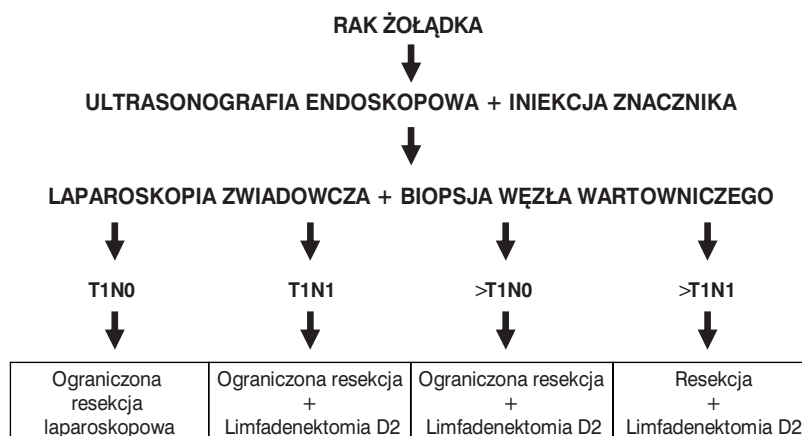 RAK ŻOŁĄDKA
ULTRASONOGRAFIA ENDOSKOPOWA + INIEKCJA ZNACZNIKA
LAPAROSKOPIA ZWIADOWCZA + BIOPSJA WĘZŁA WARTOWNICZEGO
T1N0 T1N1 >T1N0 >T1N1
Ograniczona
resekcja
laparoskopowa
Ograniczona resekcja
+
Limfadenektomia D2
Ograniczona resekcja
+
Limfadenektomia D2
Resekcja
+
Limfadenektomia D2